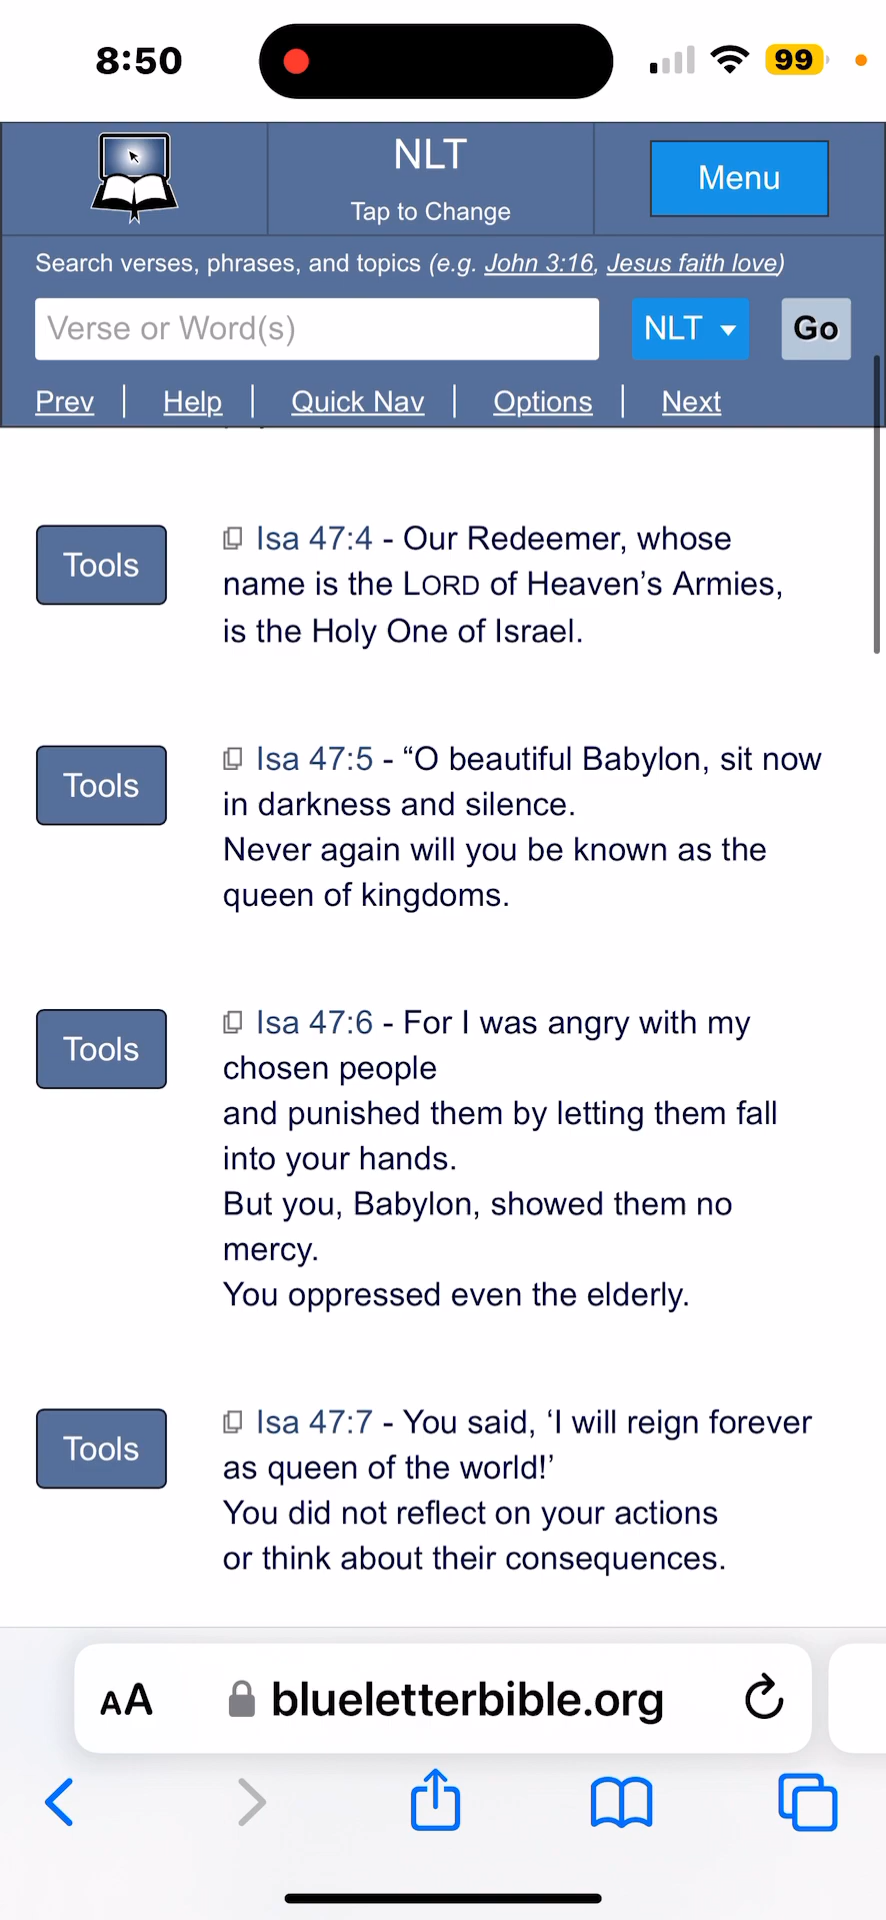 8:50
99
NLT
Tap to Change
Menu
Search verses, phrases, and topics (e.g. John 3:16, Jesus faith love)
Verse or Word(s)
NLT
Go
Prev | Help | Quick Nav | Options | Next
Tools
Isa 47:4 - Our Redeemer, whose
name is the LORD of Heaven’s Armies,
is the Holy One of Israel.
Tools
Isa 47:5 - “O beautiful Babylon, sit now
in darkness and silence.
Never again will you be known as the
queen of kingdoms.
Tools
Isa 47:6 - For I was angry with my
chosen people
and punished them by letting them fall
into your hands.
But you, Babylon, showed them no
mercy.
You oppressed even the elderly.
Tools
Isa 47:7 - You said, ‘I will reign forever
as queen of the world!’
You did not reflect on your actions
or think about their consequences.
AA
blueletterbible.org